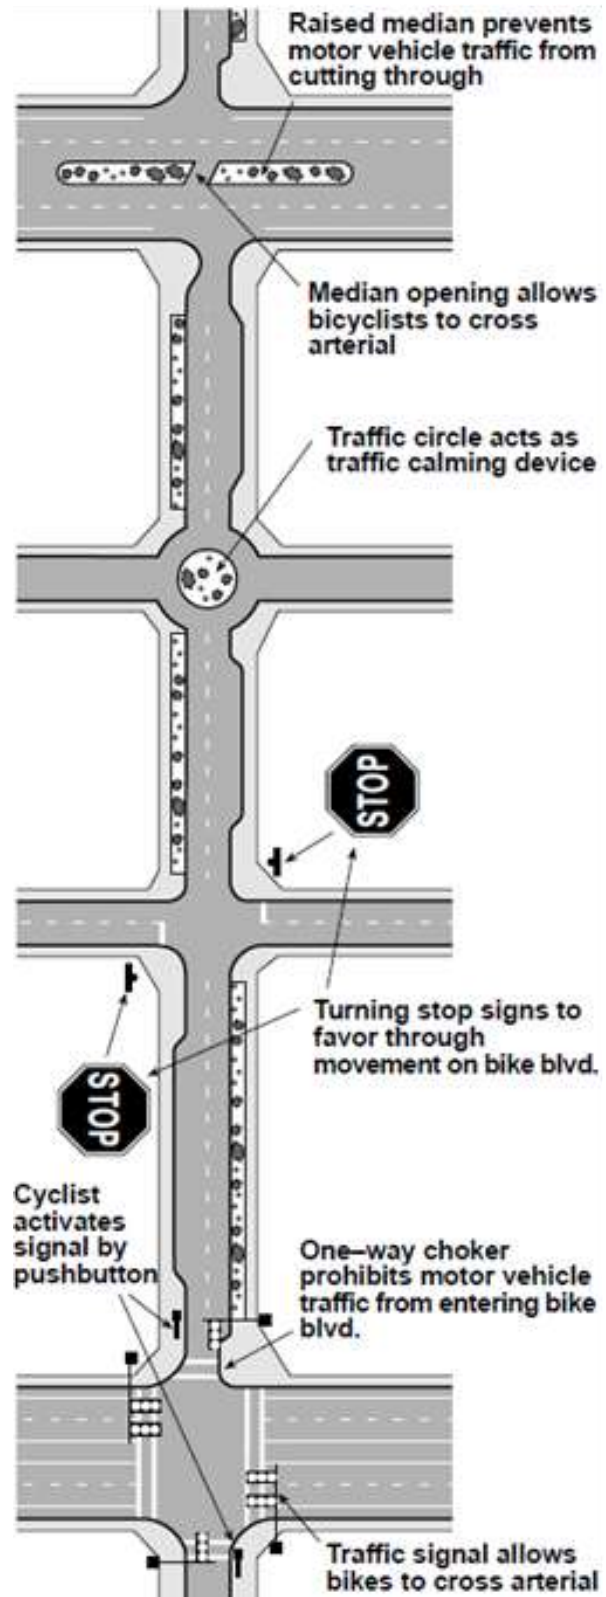 Raised median prevents
motor vehicle traffic from
cutting through
Median opening allows
bicyclists to cross
arterial
Traffic circle acts as
traffic calming device
STOP
Turning stop signs to
favor through
movement on bike blvd.
STOP
Cyclist
activates
signal by
pushbutton
One–way choker
prohibits motor vehicle
traffic from entering bike
blvd.
Traffic signal allows
bikes to cross arterial